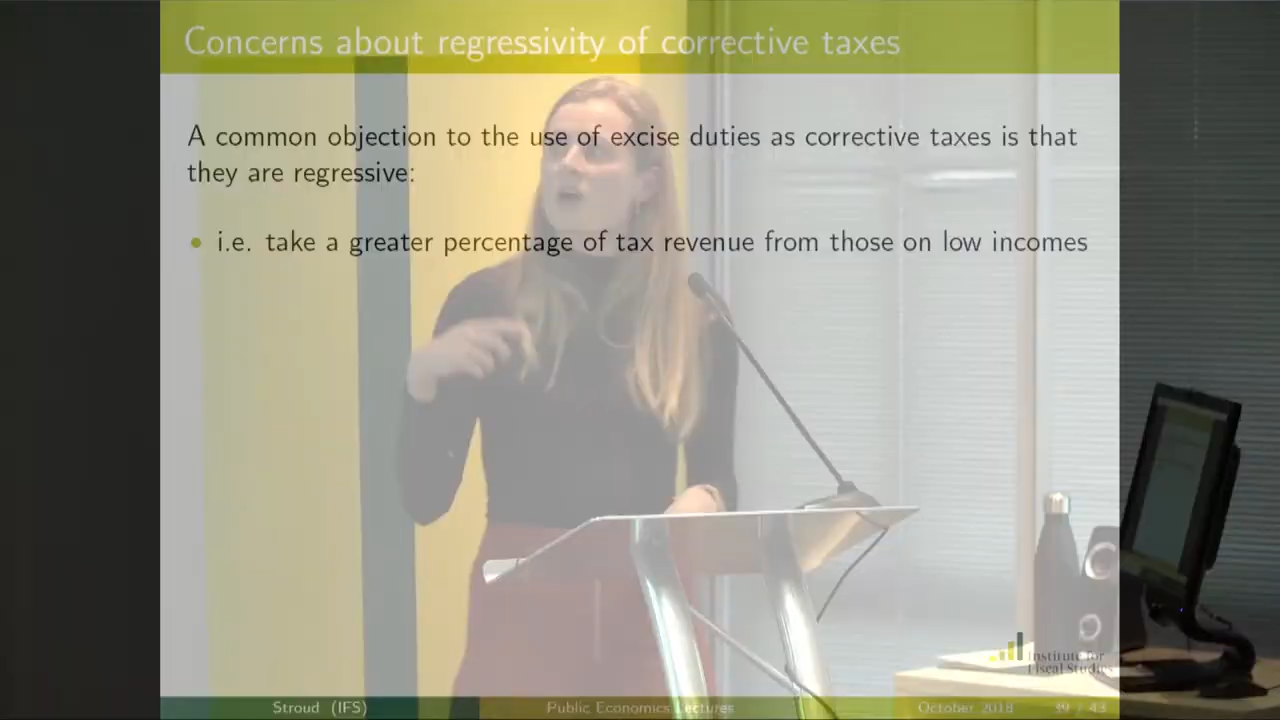 Concerns about regressivity of corrective taxes
A common objection to the use of excise duties as corrective taxes is that
they are regressive:
i.e. take a greater percentage of tax revenue from those on low incomes
Institute for
Fiscal Studies
Stroud (IFS) Public Economics Lectures October 2018 39 / 43